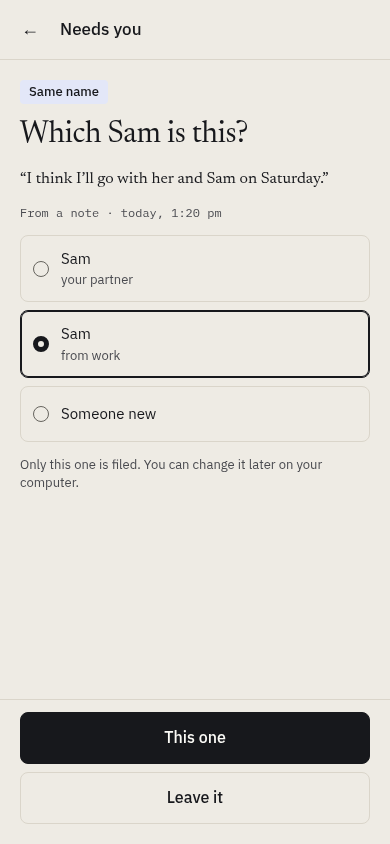 ← Needs you
Same name
Which Sam is this?
“I think I’ll go with her and Sam on Saturday.”
From a note · today, 1:20 pm
Sam
your partner
Sam
from work
Someone new
Only this one is filed. You can change it later on your
computer.
This one
Leave it